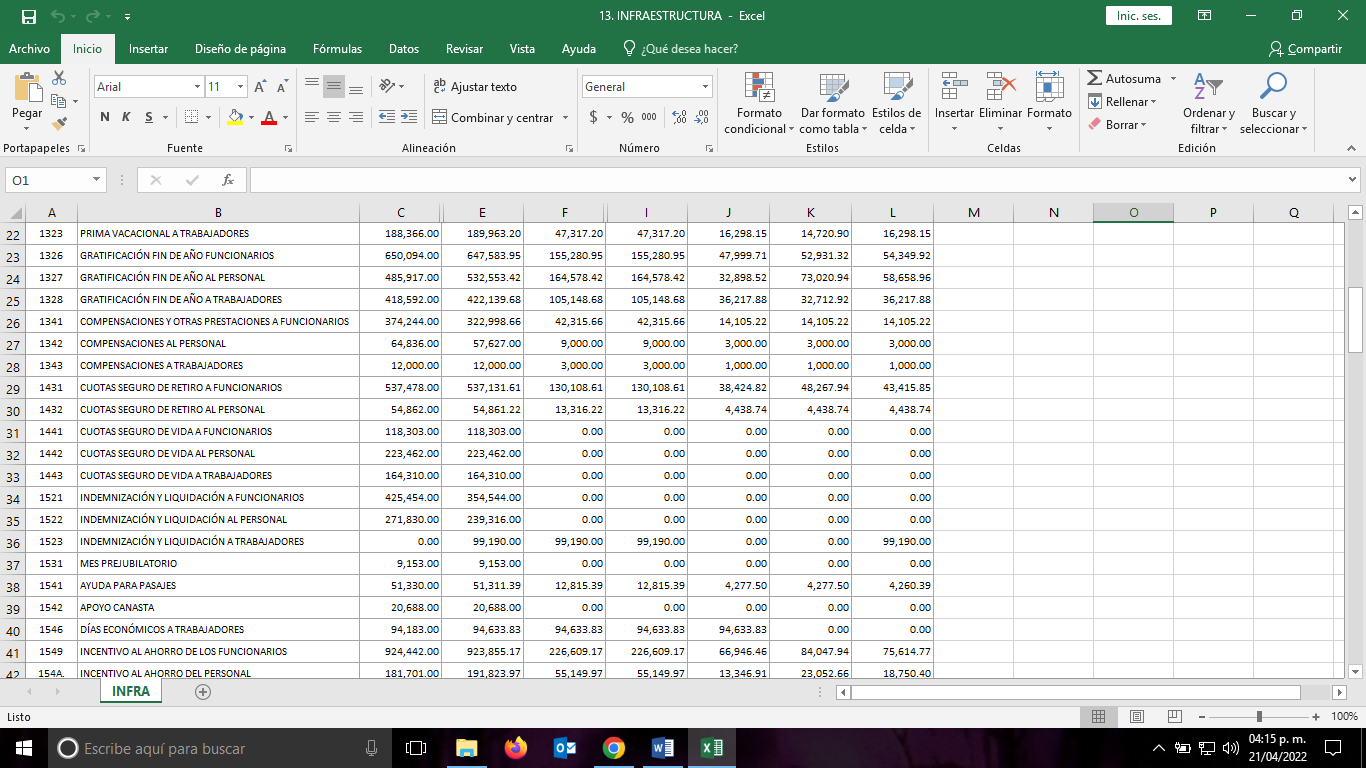 13. INFRAESTRUCTURA - Excel
Inic. ses.
Archivo Inicio Insertar Diseño de página Fórmulas Datos Revisar Vista Ayuda ¿Qué desea hacer? Compartir
Pegar
Portapapeles
Arial 11
N K S
Fuente
Ajustar texto
Combinar y centrar
Alineación
General
$ % 000
Número
Formato condicional
Dar formato como tabla
Estilos de celda
Estilos
Insertar Eliminar Formato
Celdas
Autosuma
Rellenar
Borrar
Ordenar y filtrar
Buscar y seleccionar
Edición
O1 fx
A B C E F I J K L M N O P Q
22 1323 PRIMA VACACIONAL A TRABAJADORES 188,366.00 189,963.20 47,317.20 47,317.20 16,298.15 14,720.90 16,298.15
23 1326 GRATIFICACIÓN FIN DE AÑO FUNCIONARIOS 650,094.00 647,583.95 155,280.95 155,280.95 47,999.71 52,931.32 54,349.92
24 1327 GRATIFICACIÓN FIN DE AÑO AL PERSONAL 485,917.00 532,553.42 164,578.42 164,578.42 32,898.52 73,020.94 58,658.96
25 1328 GRATIFICACIÓN FIN DE AÑO A TRABAJADORES 418,592.00 422,139.68 105,148.68 105,148.68 36,217.88 32,712.92 36,217.88
26 1341 COMPENSACIONES Y OTRAS PRESTACIONES A FUNCIONARIOS 374,244.00 322,998.66 42,315.66 42,315.66 14,105.22 14,105.22 14,105.22
27 1342 COMPENSACIONES AL PERSONAL 64,836.00 57,627.00 9,000.00 9,000.00 3,000.00 3,000.00 3,000.00
28 1343 COMPENSACIONES A TRABAJADORES 12,000.00 12,000.00 3,000.00 3,000.00 1,000.00 1,000.00 1,000.00
29 1431 CUOTAS SEGURO DE RETIRO A FUNCIONARIOS 537,478.00 537,131.61 130,108.61 130,108.61 38,424.82 48,267.94 43,415.85
30 1432 CUOTAS SEGURO DE RETIRO AL PERSONAL 54,862.00 54,861.22 13,316.22 13,316.22 4,438.74 4,438.74 4,438.74
31 1441 CUOTAS SEGURO DE VIDA A FUNCIONARIOS 118,303.00 118,303.00 0.00 0.00 0.00 0.00 0.00
32 1442 CUOTAS SEGURO DE VIDA AL PERSONAL 223,462.00 223,462.00 0.00 0.00 0.00 0.00 0.00
33 1443 CUOTAS SEGURO DE VIDA A TRABAJADORES 164,310.00 164,310.00 0.00 0.00 0.00 0.00 0.00
34 1521 INDEMNIZACIÓN Y LIQUIDACIÓN A FUNCIONARIOS 425,454.00 354,544.00 0.00 0.00 0.00 0.00 0.00
35 1522 INDEMNIZACIÓN Y LIQUIDACIÓN AL PERSONAL 271,830.00 239,316.00 0.00 0.00 0.00 0.00 0.00
36 1523 INDEMNIZACIÓN Y LIQUIDACIÓN A TRABAJADORES 0.00 99,190.00 99,190.00 99,190.00 0.00 0.00 99,190.00
37 1531 MES PREJUBILATORIO 9,153.00 9,153.00 0.00 0.00 0.00 0.00 0.00
38 1541 AYUDA PARA PASAJES 51,330.00 51,311.39 12,815.39 12,815.39 4,277.50 4,277.50 4,260.39
39 1542 APOYO CANASTA 20,688.00 20,688.00 0.00 0.00 0.00 0.00 0.00
40 1546 DÍAS ECONÓMICOS A TRABAJADORES 94,183.00 94,633.83 94,633.83 94,633.83 94,633.83 0.00 0.00
41 1549 INCENTIVO AL AHORRO DE LOS FUNCIONARIOS 924,442.00 923,855.17 226,609.17 226,609.17 66,946.46 84,047.94 75,614.77
42 154A. INCENTIVO AL AHORRO DEL PERSONAL 181,701.00 191,823.97 55,149.97 55,149.97 13,346.91 23,052.66 18,750.40
INFRA
Listo 100%
Escribe aquí para buscar
04:15 p. m.
21/04/2022